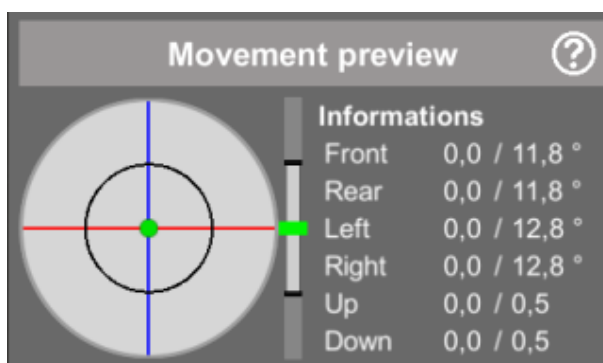 Movement preview ?
Informations
Front 0,0 / 11,8 °
Rear 0,0 / 11,8 °
Left 0,0 / 12,8 °
Right 0,0 / 12,8 °
Up 0,0 / 0,5
Down 0,0 / 0,5